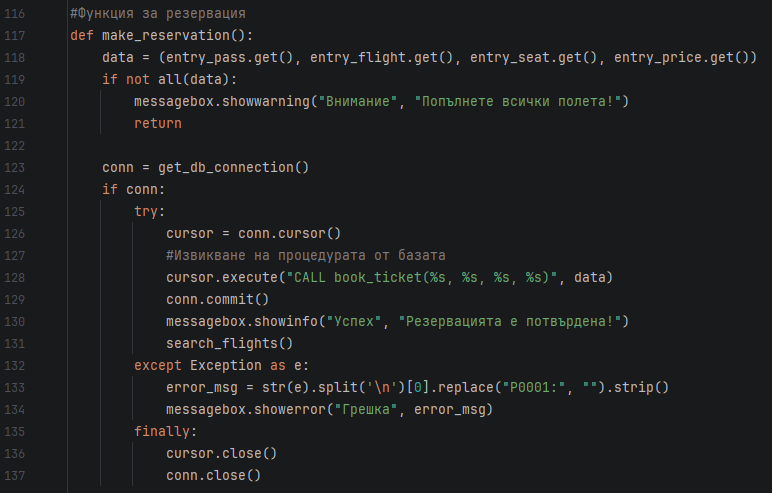 116 #Функция за резервация
117 def make_reservation():
118     data = (entry_pass.get(), entry_flight.get(), entry_seat.get(), entry_price.get())
119     if not all(data):
120         messagebox.showwarning("Внимание", "Попълнете всички полета!")
121         return
122
123     conn = get_db_connection()
124     if conn:
125         try:
126             cursor = conn.cursor()
127             #Извикване на процедурата от базата
128             cursor.execute("CALL book_ticket(%s, %s, %s, %s)", data)
129             conn.commit()
130             messagebox.showinfo("Успех", "Резервацията е потвърдена!")
131             search_flights()
132         except Exception as e:
133             error_msg = str(e).split('\n')[0].replace("P0001:", "").strip()
134             messagebox.showerror("Грешка", error_msg)
135         finally:
136             cursor.close()
137             conn.close()